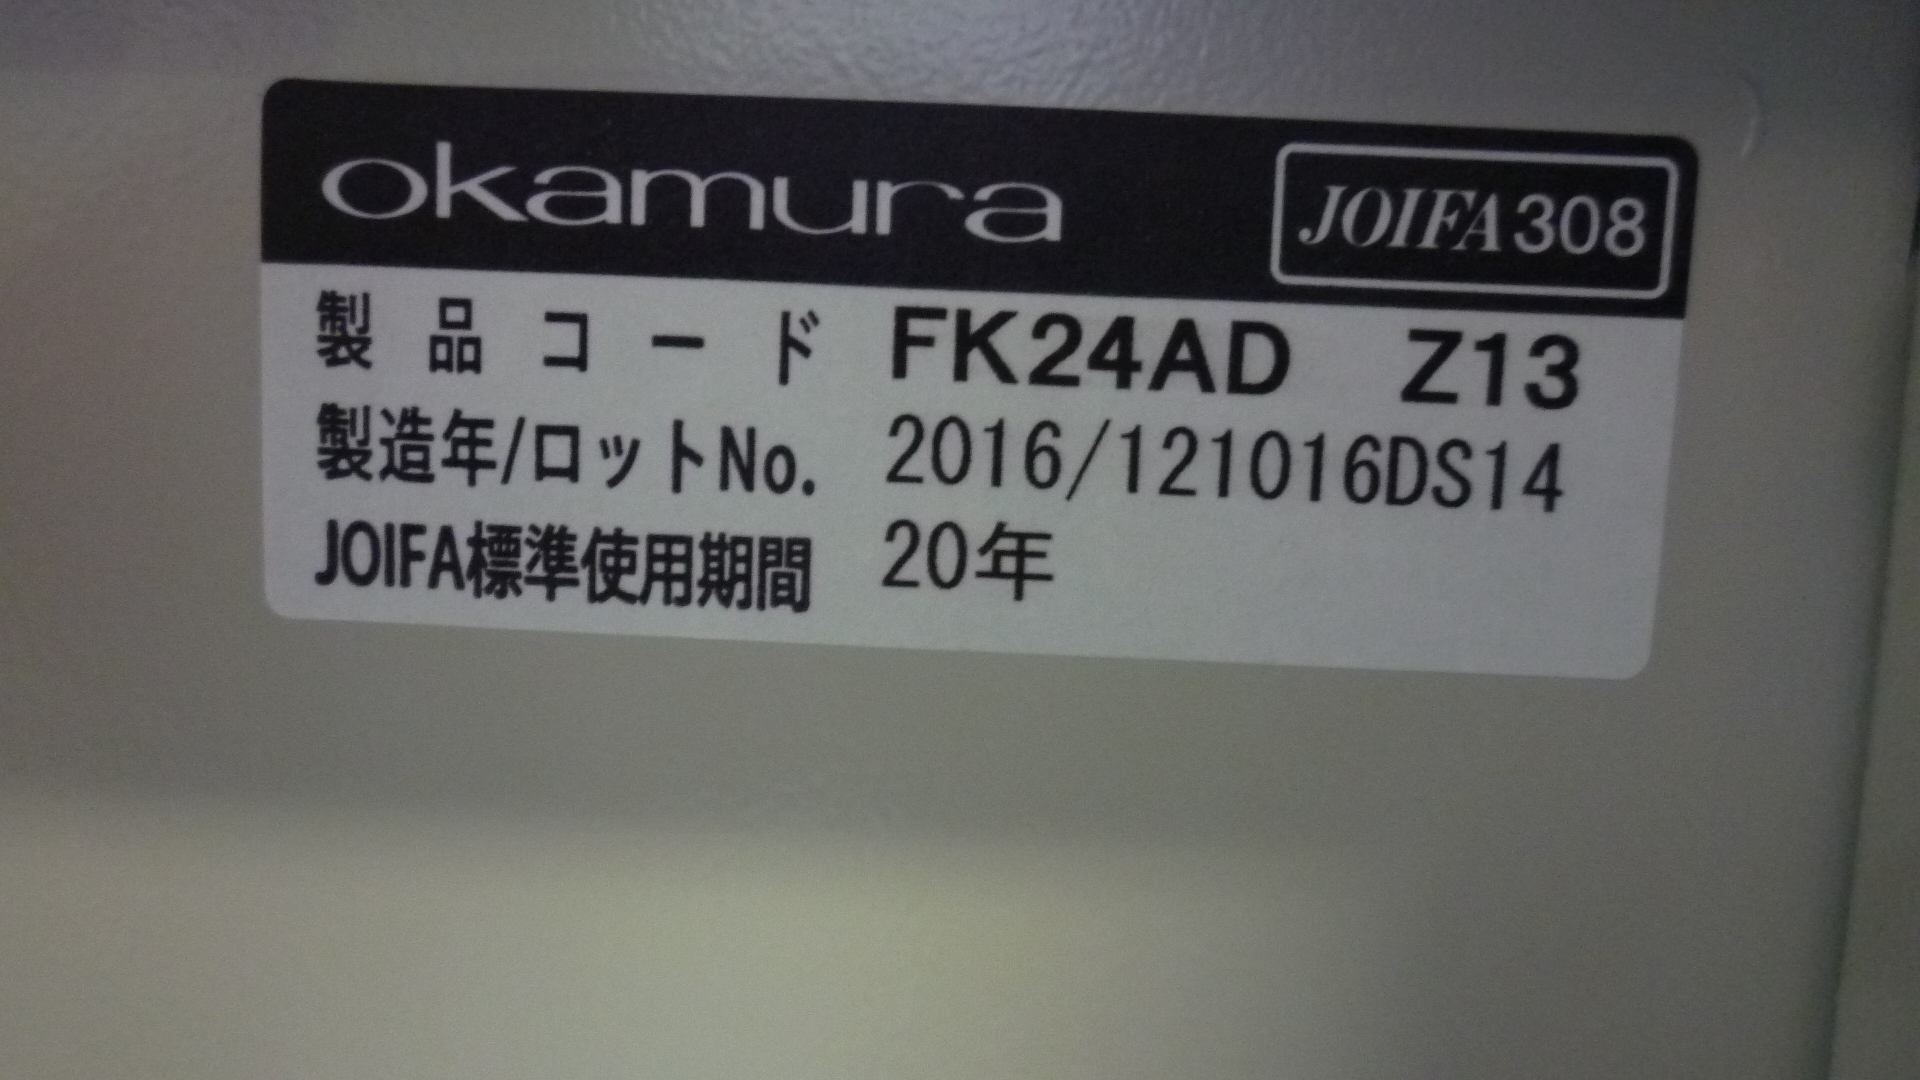 okamura JOIFA308
製品コード FK24AD Z13
製造年/ロットNo. 2016/121016DS14
JOIFA標準使用期間 20年